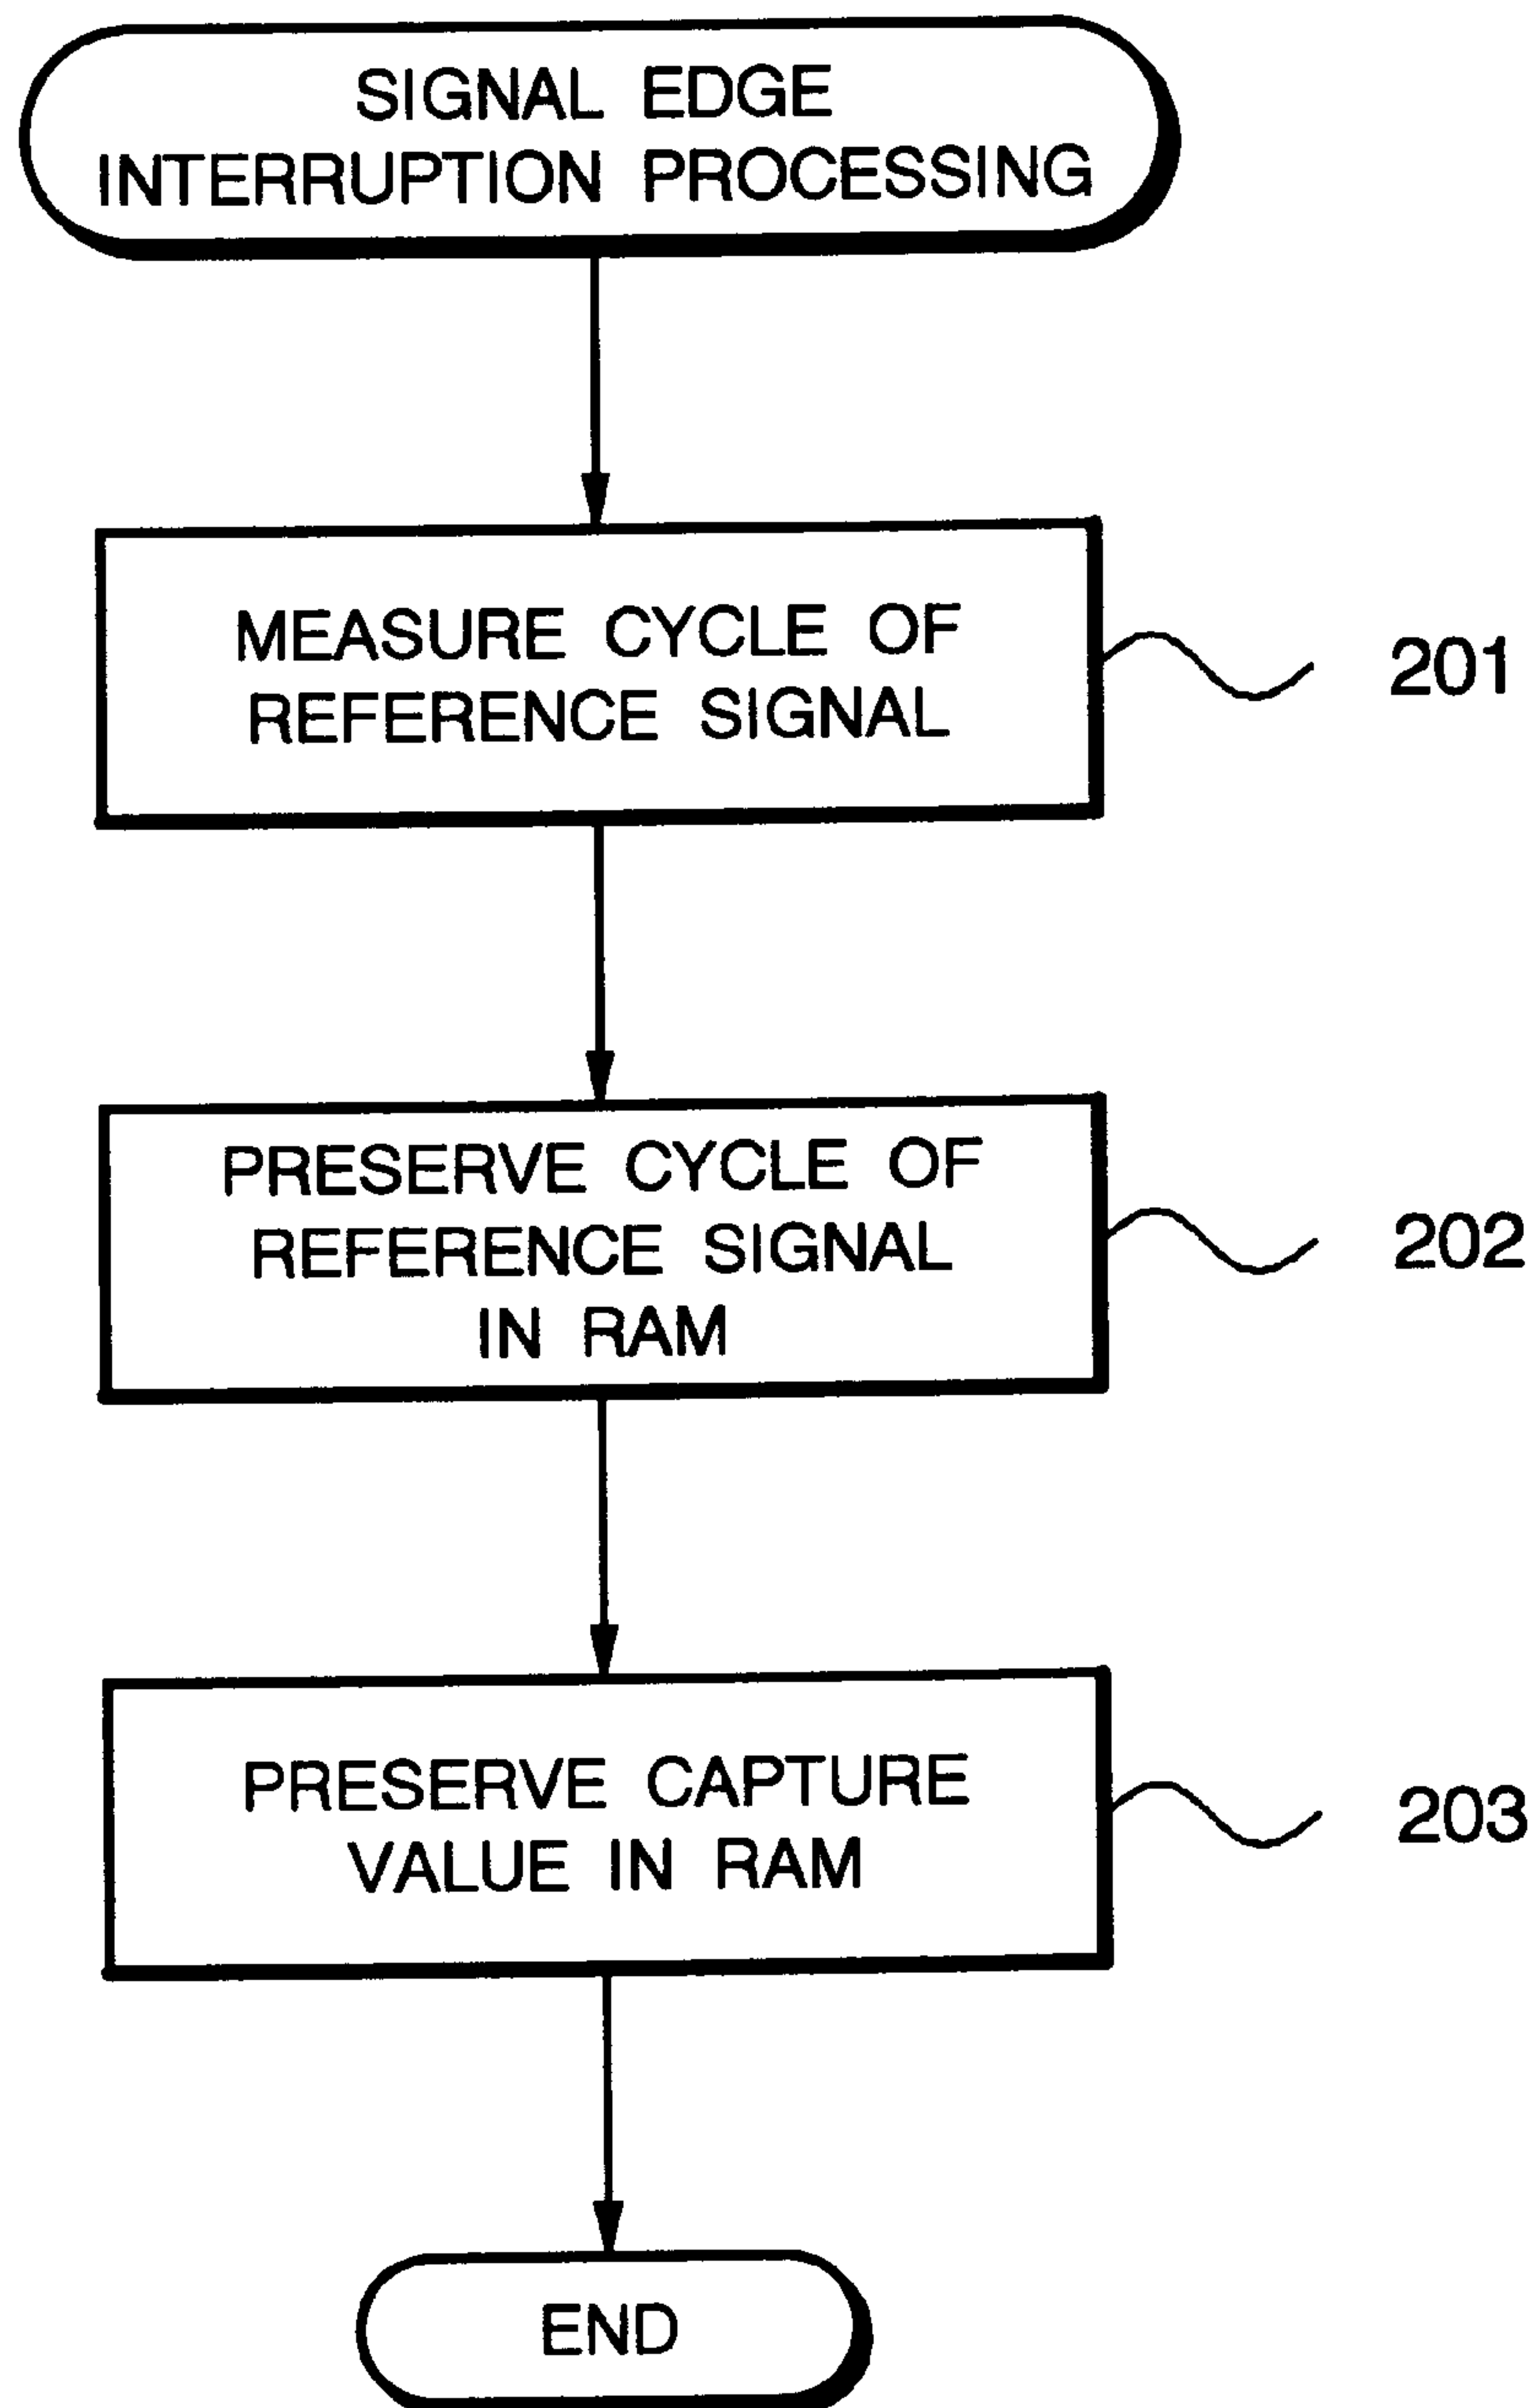 SIGNAL EDGE
INTERRUPTION PROCESSING
MEASURE CYCLE OF
REFERENCE SIGNAL
201
PRESERVE CYCLE OF
REFERENCE SIGNAL
IN RAM
202
PRESERVE CAPTURE
VALUE IN RAM
203
END